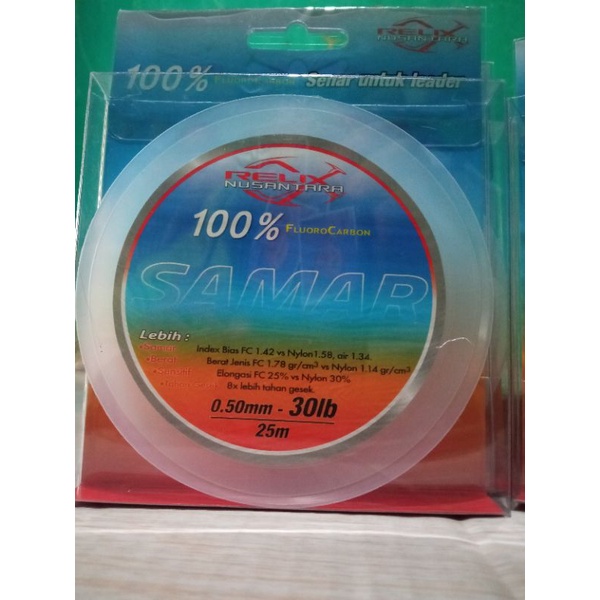 RELIX
NUSANTARA
100%
Senar untuk leader
RELIX
NUSANTARA
100% FLUOROCARBON
SAMAR
Lebih :
Index Bias FC 1.42 vs Nylon1.58, air 1.34.
Berat Jenis FC 1.78 gr/cm³ vs Nylon 1.14 gr/cm³
Elongasi FC 25% vs Nylon 30%
8x lebih tahan gesek.
0.50mm - 30lb
25m